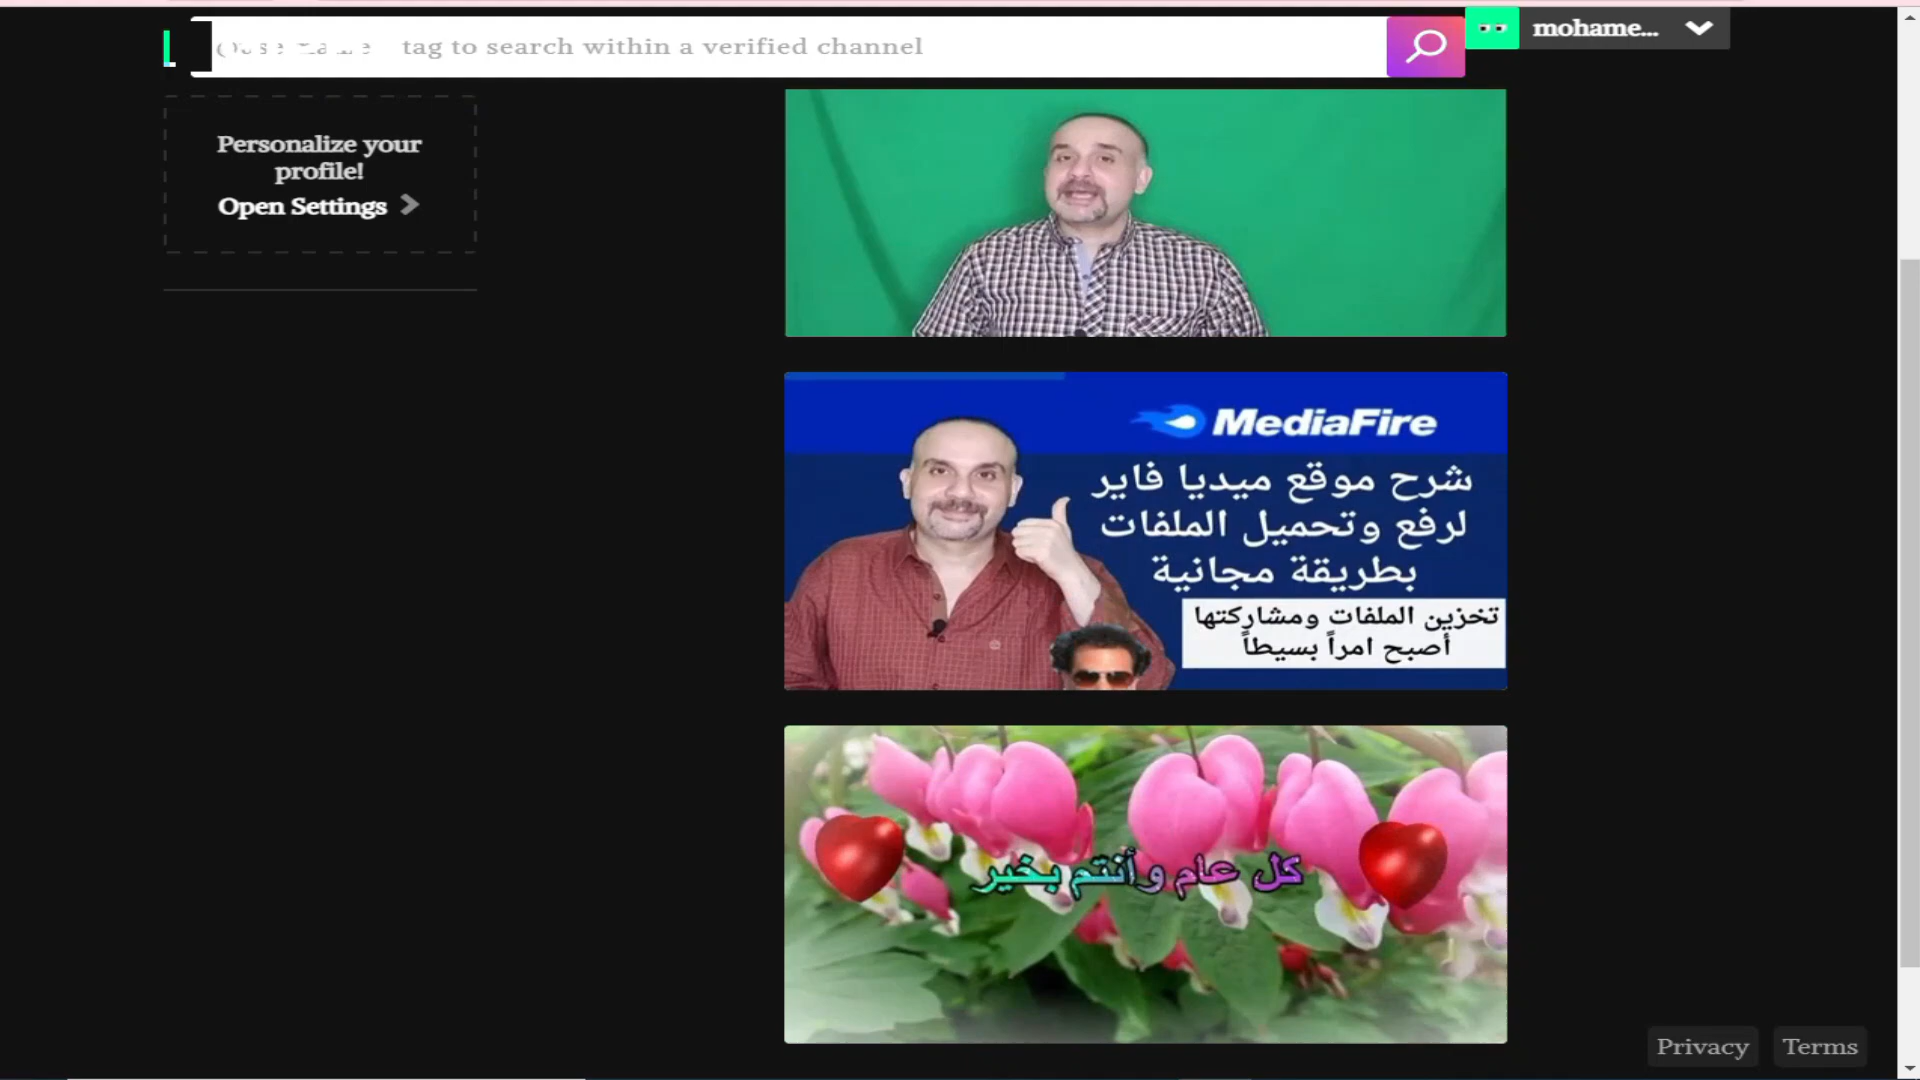 tag to search within a verified channel
mohame...
Personalize your
profile!
Open Settings
MediaFire
شرح موقع ميديا فاير
لرفع وتحميل الملفات
بطريقة مجانية
تخزين الملفات ومشاركتها
أصبح امراً بسيطاً
كل عام وأنتم بخير
Privacy
Terms